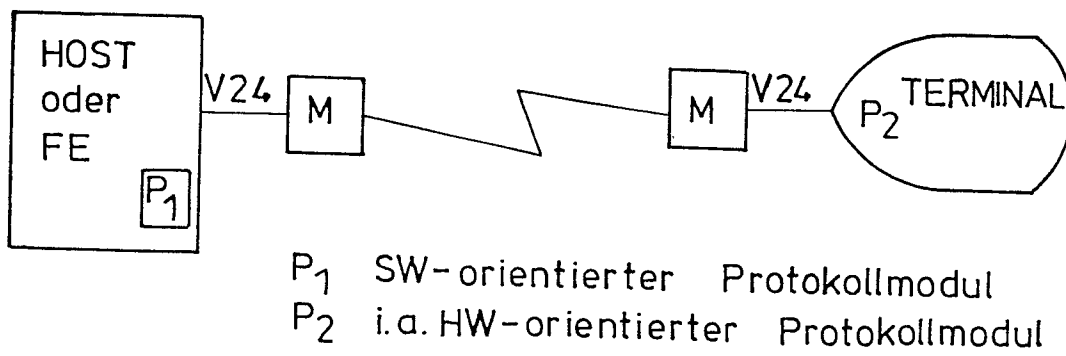 HOST
oder
FE
P1
V24
M
M
V24
P2
TERMINAL
P1 SW-orientierter Protokollmodul
P2 i.a. HW-orientierter Protokollmodul